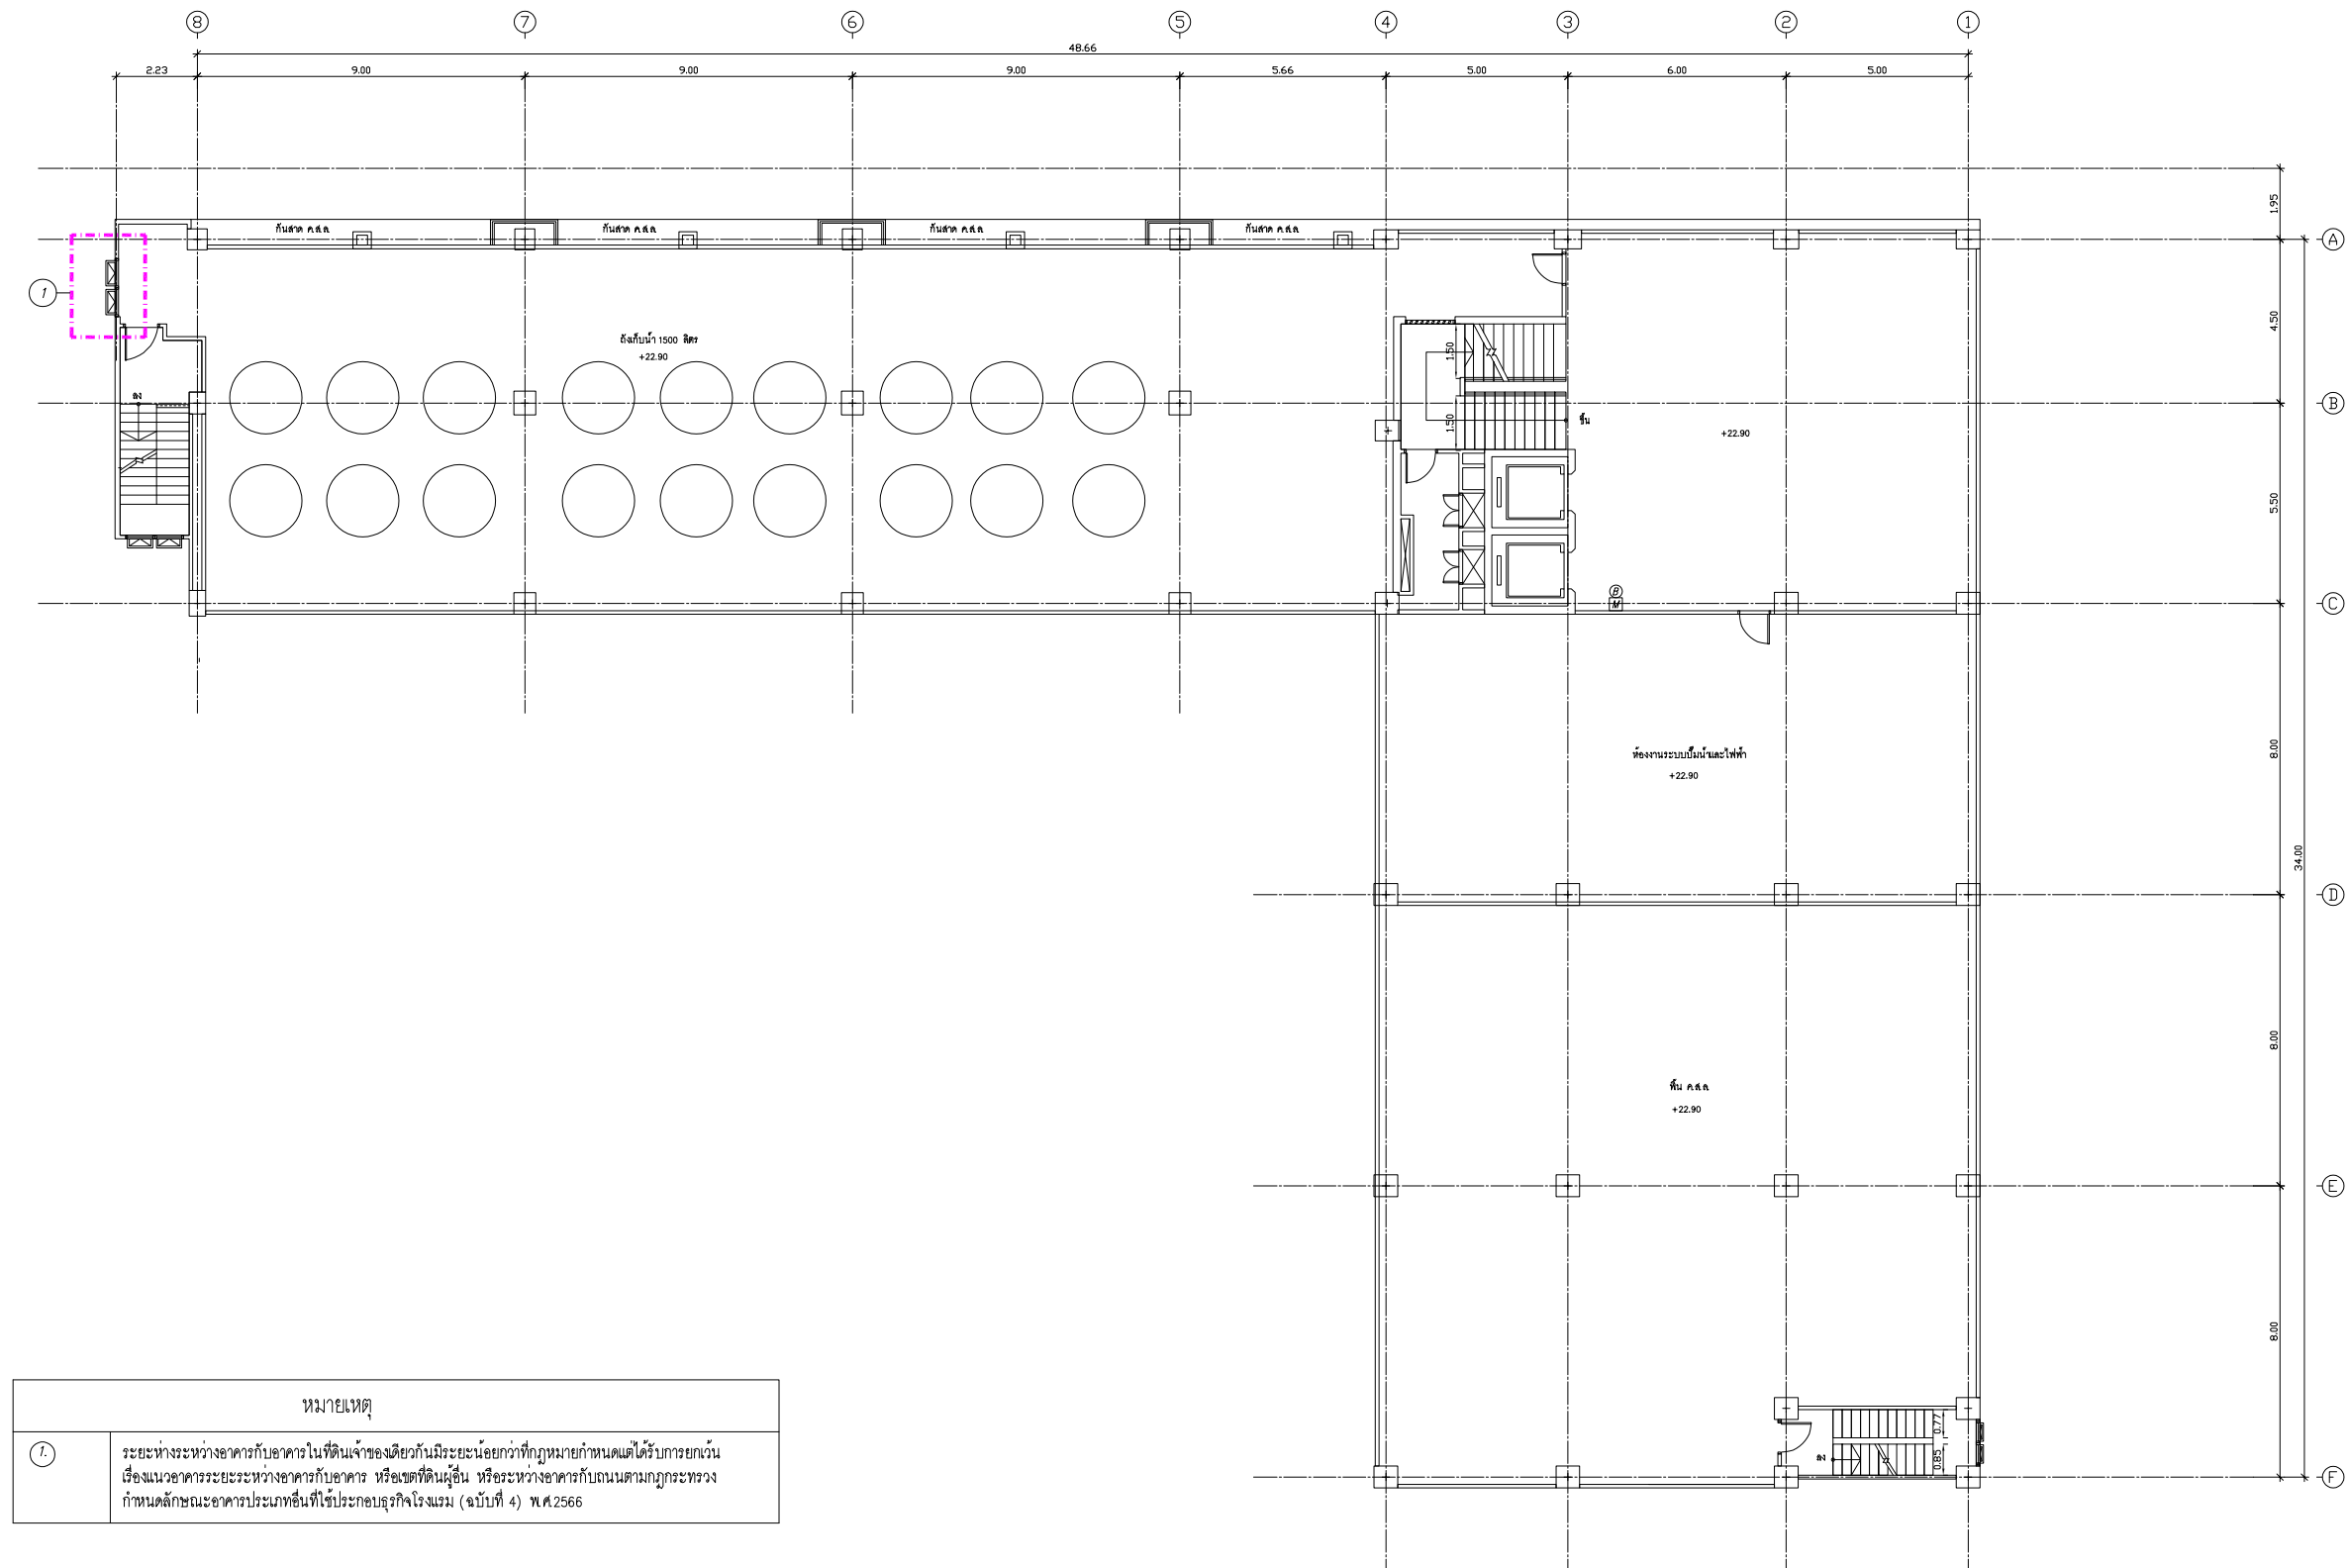 8 7 6 5 4 3 2 1
48.66
2.23 9.00 9.00 9.00 5.66 5.00 6.00 5.00
1.95
กันสาด ค.ส.ล. กันสาด ค.ส.ล. กันสาด ค.ส.ล. กันสาด ค.ส.ล.
A
1
4.50
ถังเก็บน้ำ 1500 ลิตร
+22.90
1.50
ลง
B
1.50
ขึ้น
+22.90
5.50
B
M
C
ห้องงานระบบปั๊มน้ำและไฟฟ้า
+22.90
8.00
34.00
D
8.00
พื้น ค.ส.ล.
+22.90
E
8.00
หมายเหตุ
0.77
ลง
0.85
F
1.
ระยะห่างระหว่างอาคารกับอาคารในที่ดินเจ้าของเดียวกันมีระยะน้อยกว่าที่กฎหมายกำหนดแต่ได้รับการยกเว้น
เรื่องแนวอาคารระยะระหว่างอาคารกับอาคาร หรือเขตที่ดินผู้อื่น หรือระหว่างอาคารกับถนนตามกฎกระทรวง
กำหนดลักษณะอาคารประเภทอื่นที่ใช้ประกอบธุรกิจโรงแรม (ฉบับที่ 4) พ.ศ.2566